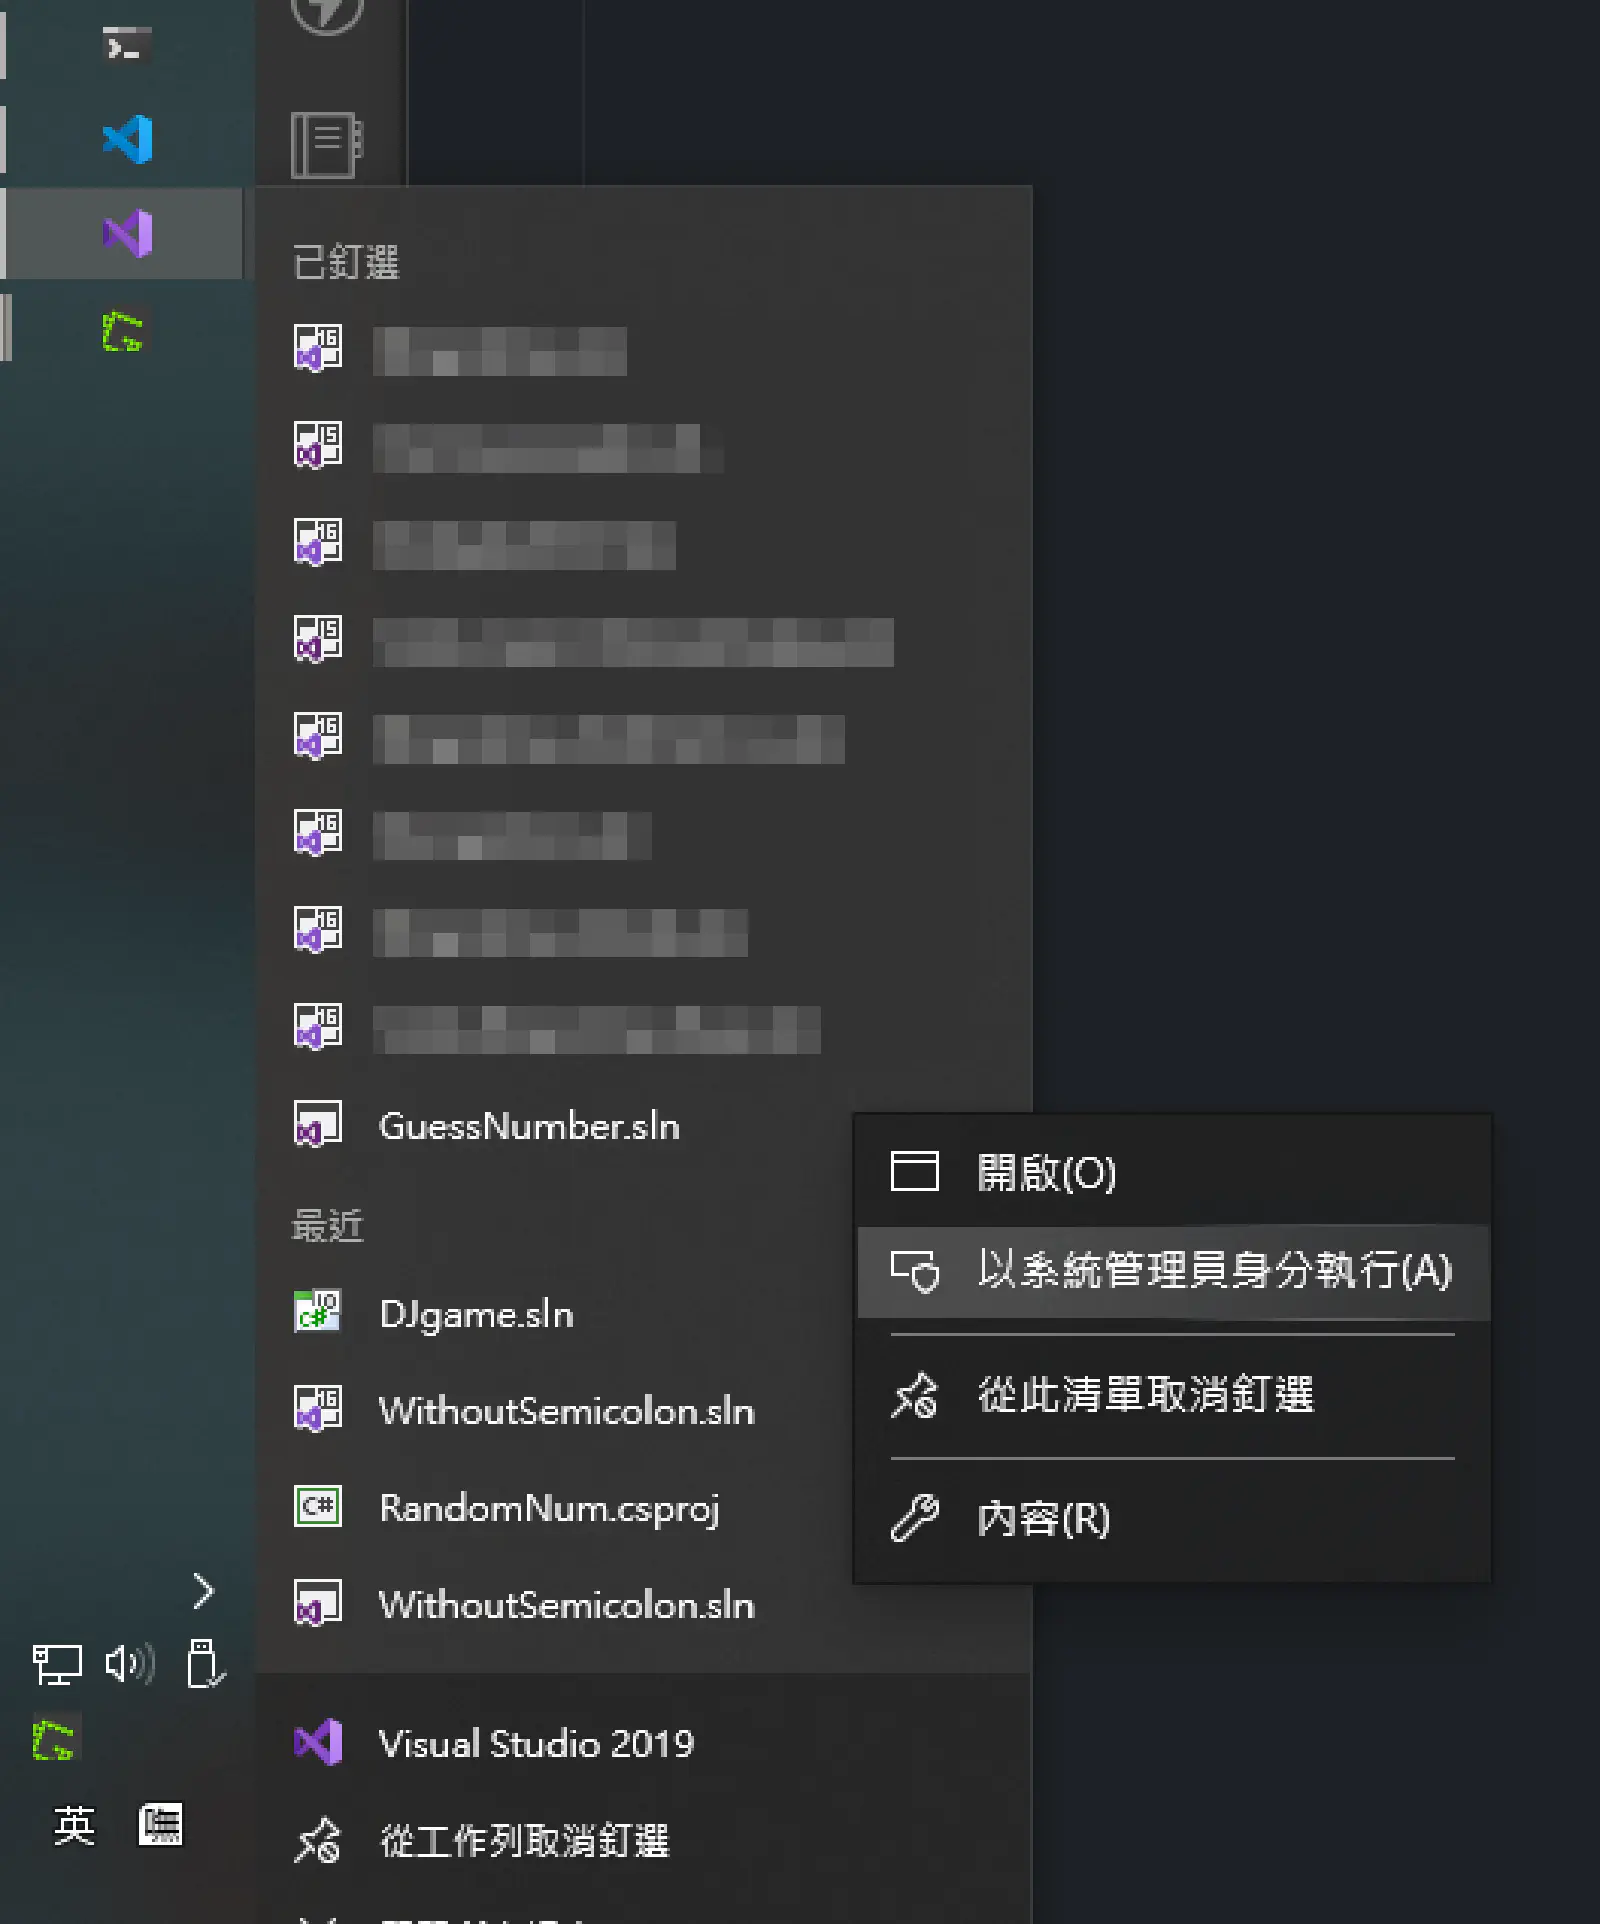 已釘選
GuessNumber.sln
最近
DJgame.sln
WithoutSemicolon.sln
RandomNum.csproj
WithoutSemicolon.sln
開啟(O)
以系統管理員身分執行(A)
從此清單取消釘選
內容(R)
Visual Studio 2019
從工作列取消釘選
英